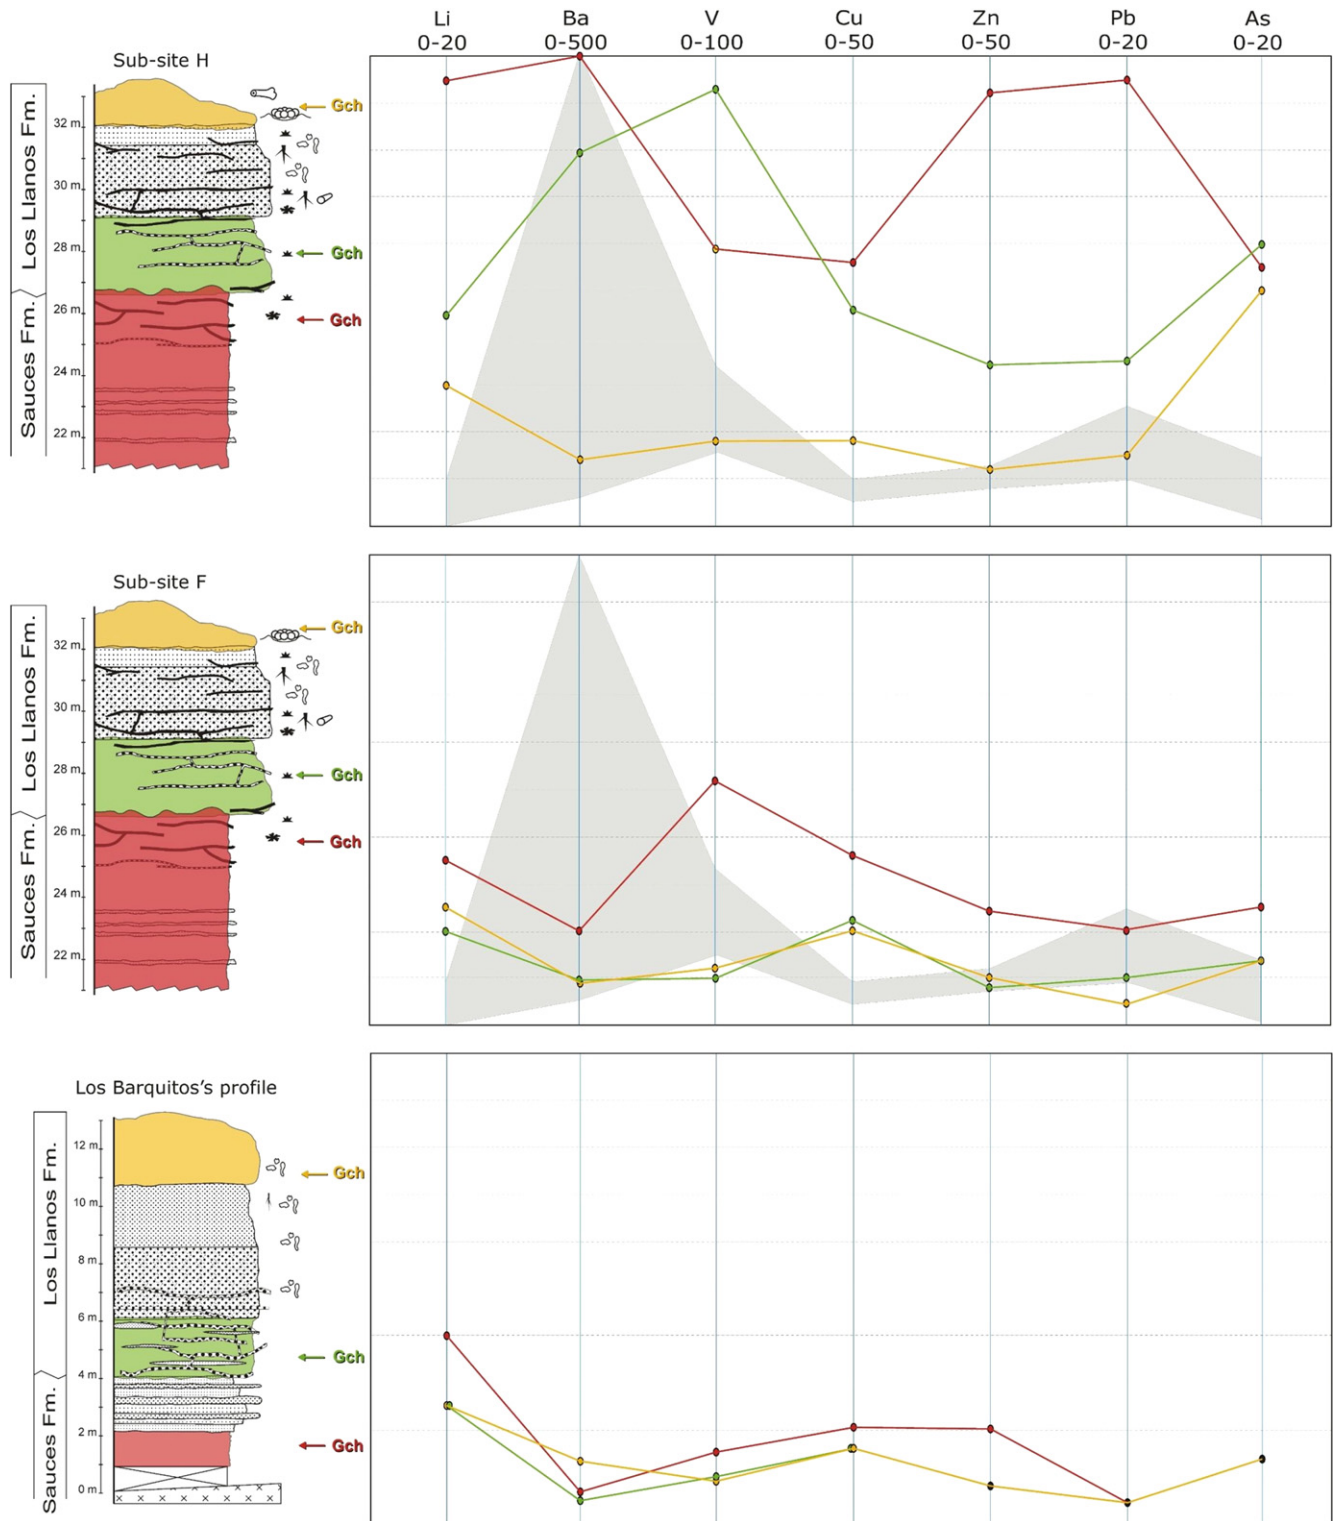 Li Ba V Cu Zn Pb As
0-20 0-500 0-100 0-50 0-50 0-20 0-20
Sub-site H
Los Llanos Fm.
Sauces Fm.
32 m
30 m
28 m
26 m
24 m
22 m
Gch
Gch
Gch
Sub-site F
Los Llanos Fm.
Sauces Fm.
32 m
30 m
28 m
26 m
24 m
22 m
Gch
Gch
Gch
Los Barquitos's profile
Los Llanos Fm.
Sauces Fm.
12 m
10 m
8 m
6 m
4 m
2 m
0 m
Gch
Gch
Gch